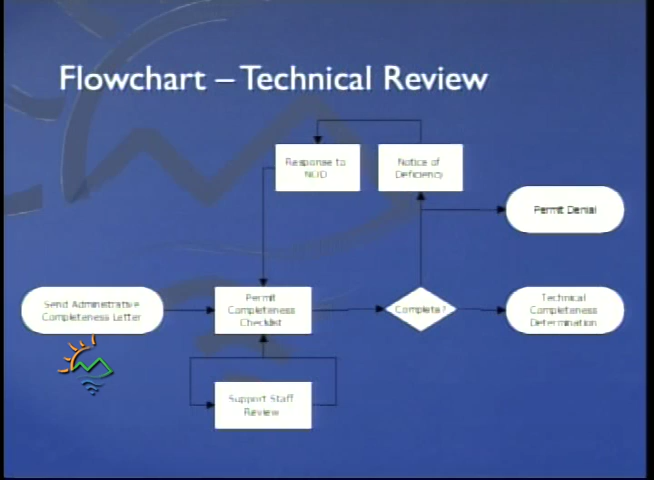 Flowchart – Technical Review
Response to
NOD
Notice of
Deficiency
Permit Denial
Send Administrative
Completeness Letter
Permit
Completeness
Checklist
Complete?
Technical
Completeness
Determination
Support Staff
Review